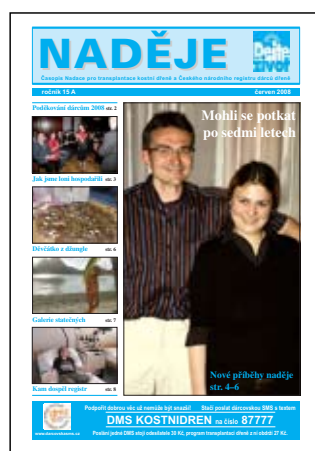 NADĚJE
Dejte
život
Časopis Nadace pro transplantace kostní dřeně a Českého národního registru dárců dřeně
ročník 15 A
červen 2008
Poděkování dárcům 2008 str. 2
Jak jsme loni hospodařili str. 3
Děvčátko z džungle str. 6
Galerie statečných str. 7
Kam dospěl registr str. 8
Mohli se potkat
po sedmi letech
Nové příběhy naděje
str. 4–6
Podpořit dobrou věc už nemůže být snazší! Stačí poslat dárcovskou SMS s textem
DMS KOSTNIDREN na číslo 87777
www.darcovskasms.cz
Poslání jedné DMS stojí odesilatele 30 Kč, program transplantací dřeně z ní obdrží 27 Kč.